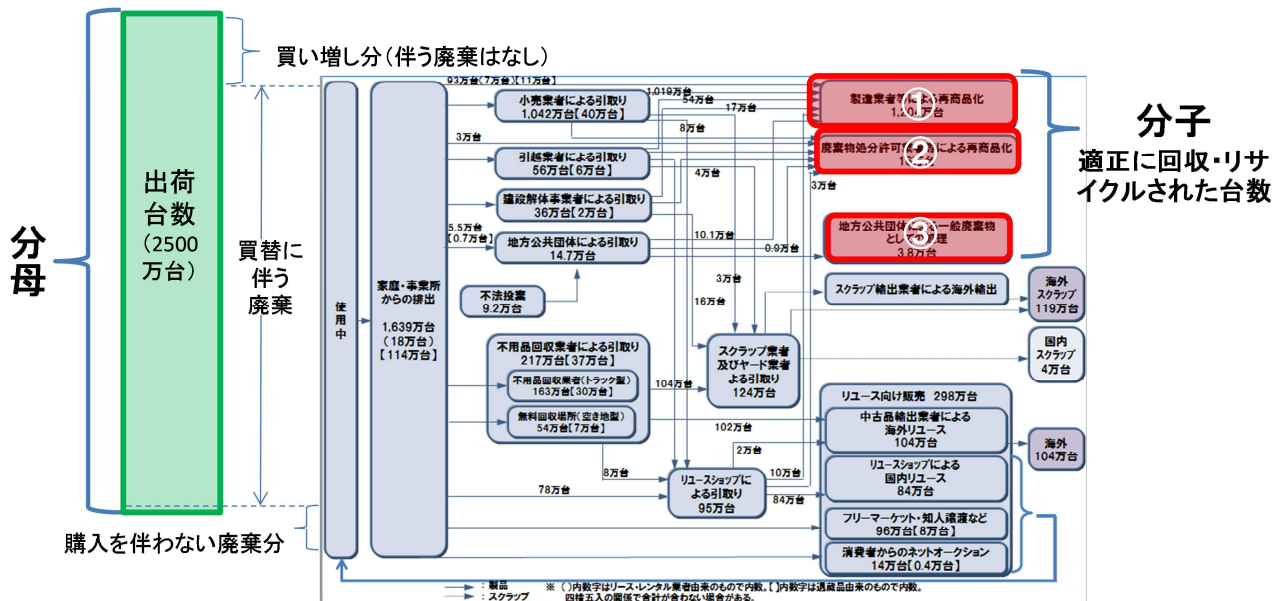 買い増し分(伴う廃棄はなし)
分母
出荷
台数
(2500
万台)
買替に
伴う
廃棄
購入を伴わない廃棄分
使用中
家庭・事業所
からの排出
1,639万台
(18万台)
【114万台】
93万台(7万台)【11万台】
小売業者による引取り
1,042万台【40万台】
1,019万台
54万台
17万台
8万台
3万台
引越業者による引取り
56万台【6万台】
4万台
建設解体事業者による引取り
36万台【2万台】
5.5万台
【0.7万台】
地方公共団体による引取り
14.7万台
10.1万台
0.9万台
3万台
16万台
不法投棄
9.2万台
不用品回収業者による引取り
217万台【37万台】
不用品回収業者(トラック型)
163万台【30万台】
無料回収場所(空き地型)
54万台【7万台】
104万台
102万台
8万台
78万台
スクラップ業者
及びヤード業者
よる引取り
124万台
リユースショップに
よる引取り
95万台
2万台
10万台
84万台
3万台
①
製造業者等による再商品化
②
廃棄物処分許可業者による再商品化
③
地方公共団体による一般廃棄物
としての処理
3.8万台
スクラップ輸出業者による海外輸出
海外
スクラップ
119万台
国内
スクラップ
4万台
リユース向け販売 298万台
中古品輸出業者による
海外リユース
104万台
海外
104万台
リユースショップによる
国内リユース
84万台
フリーマーケット・知人譲渡など
96万台【8万台】
消費者からのネットオークション
14万台【0.4万台】
分子
適正に回収・リサ
イクルされた台数
:製品
:スクラップ
※ ( )内数字はリース・レンタル業者由来のもので内数。【 】内数字は退蔵品由来のもので内数。
四捨五入の関係で合計が合わない場合がある。